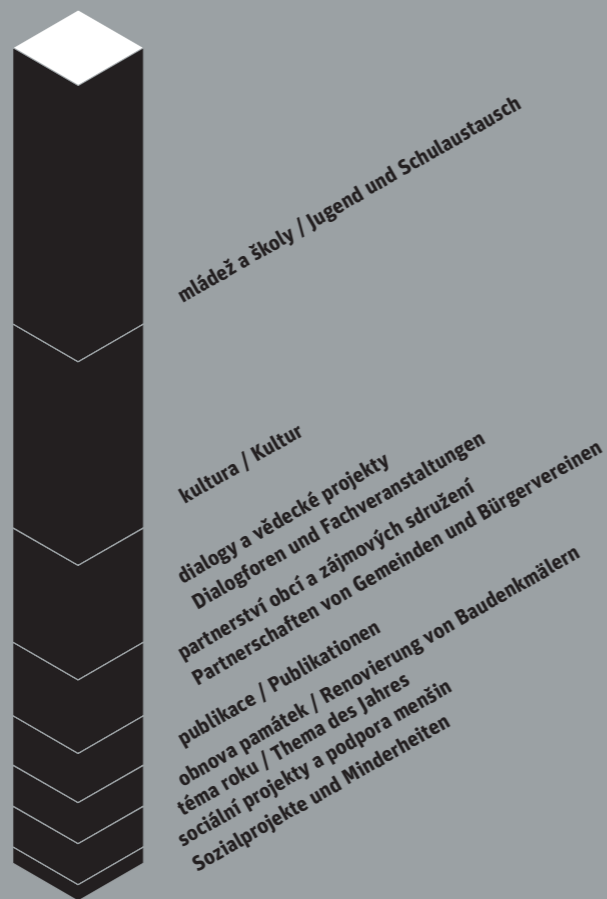 mládež a školy / Jugend und Schulaustausch
kultura / Kultur
dialogy a vědecké projekty
Dialogforen und Fachveranstaltungen
partnerství obcí a zájmových sdružení
Partnerschaften von Gemeinden und Bürgervereinen
publikace / Publikationen
obnova památek / Renovierung von Baudenkmälern
téma roku / Thema des Jahres
sociální projekty a podpora menšin
Sozialprojekte und Minderheiten